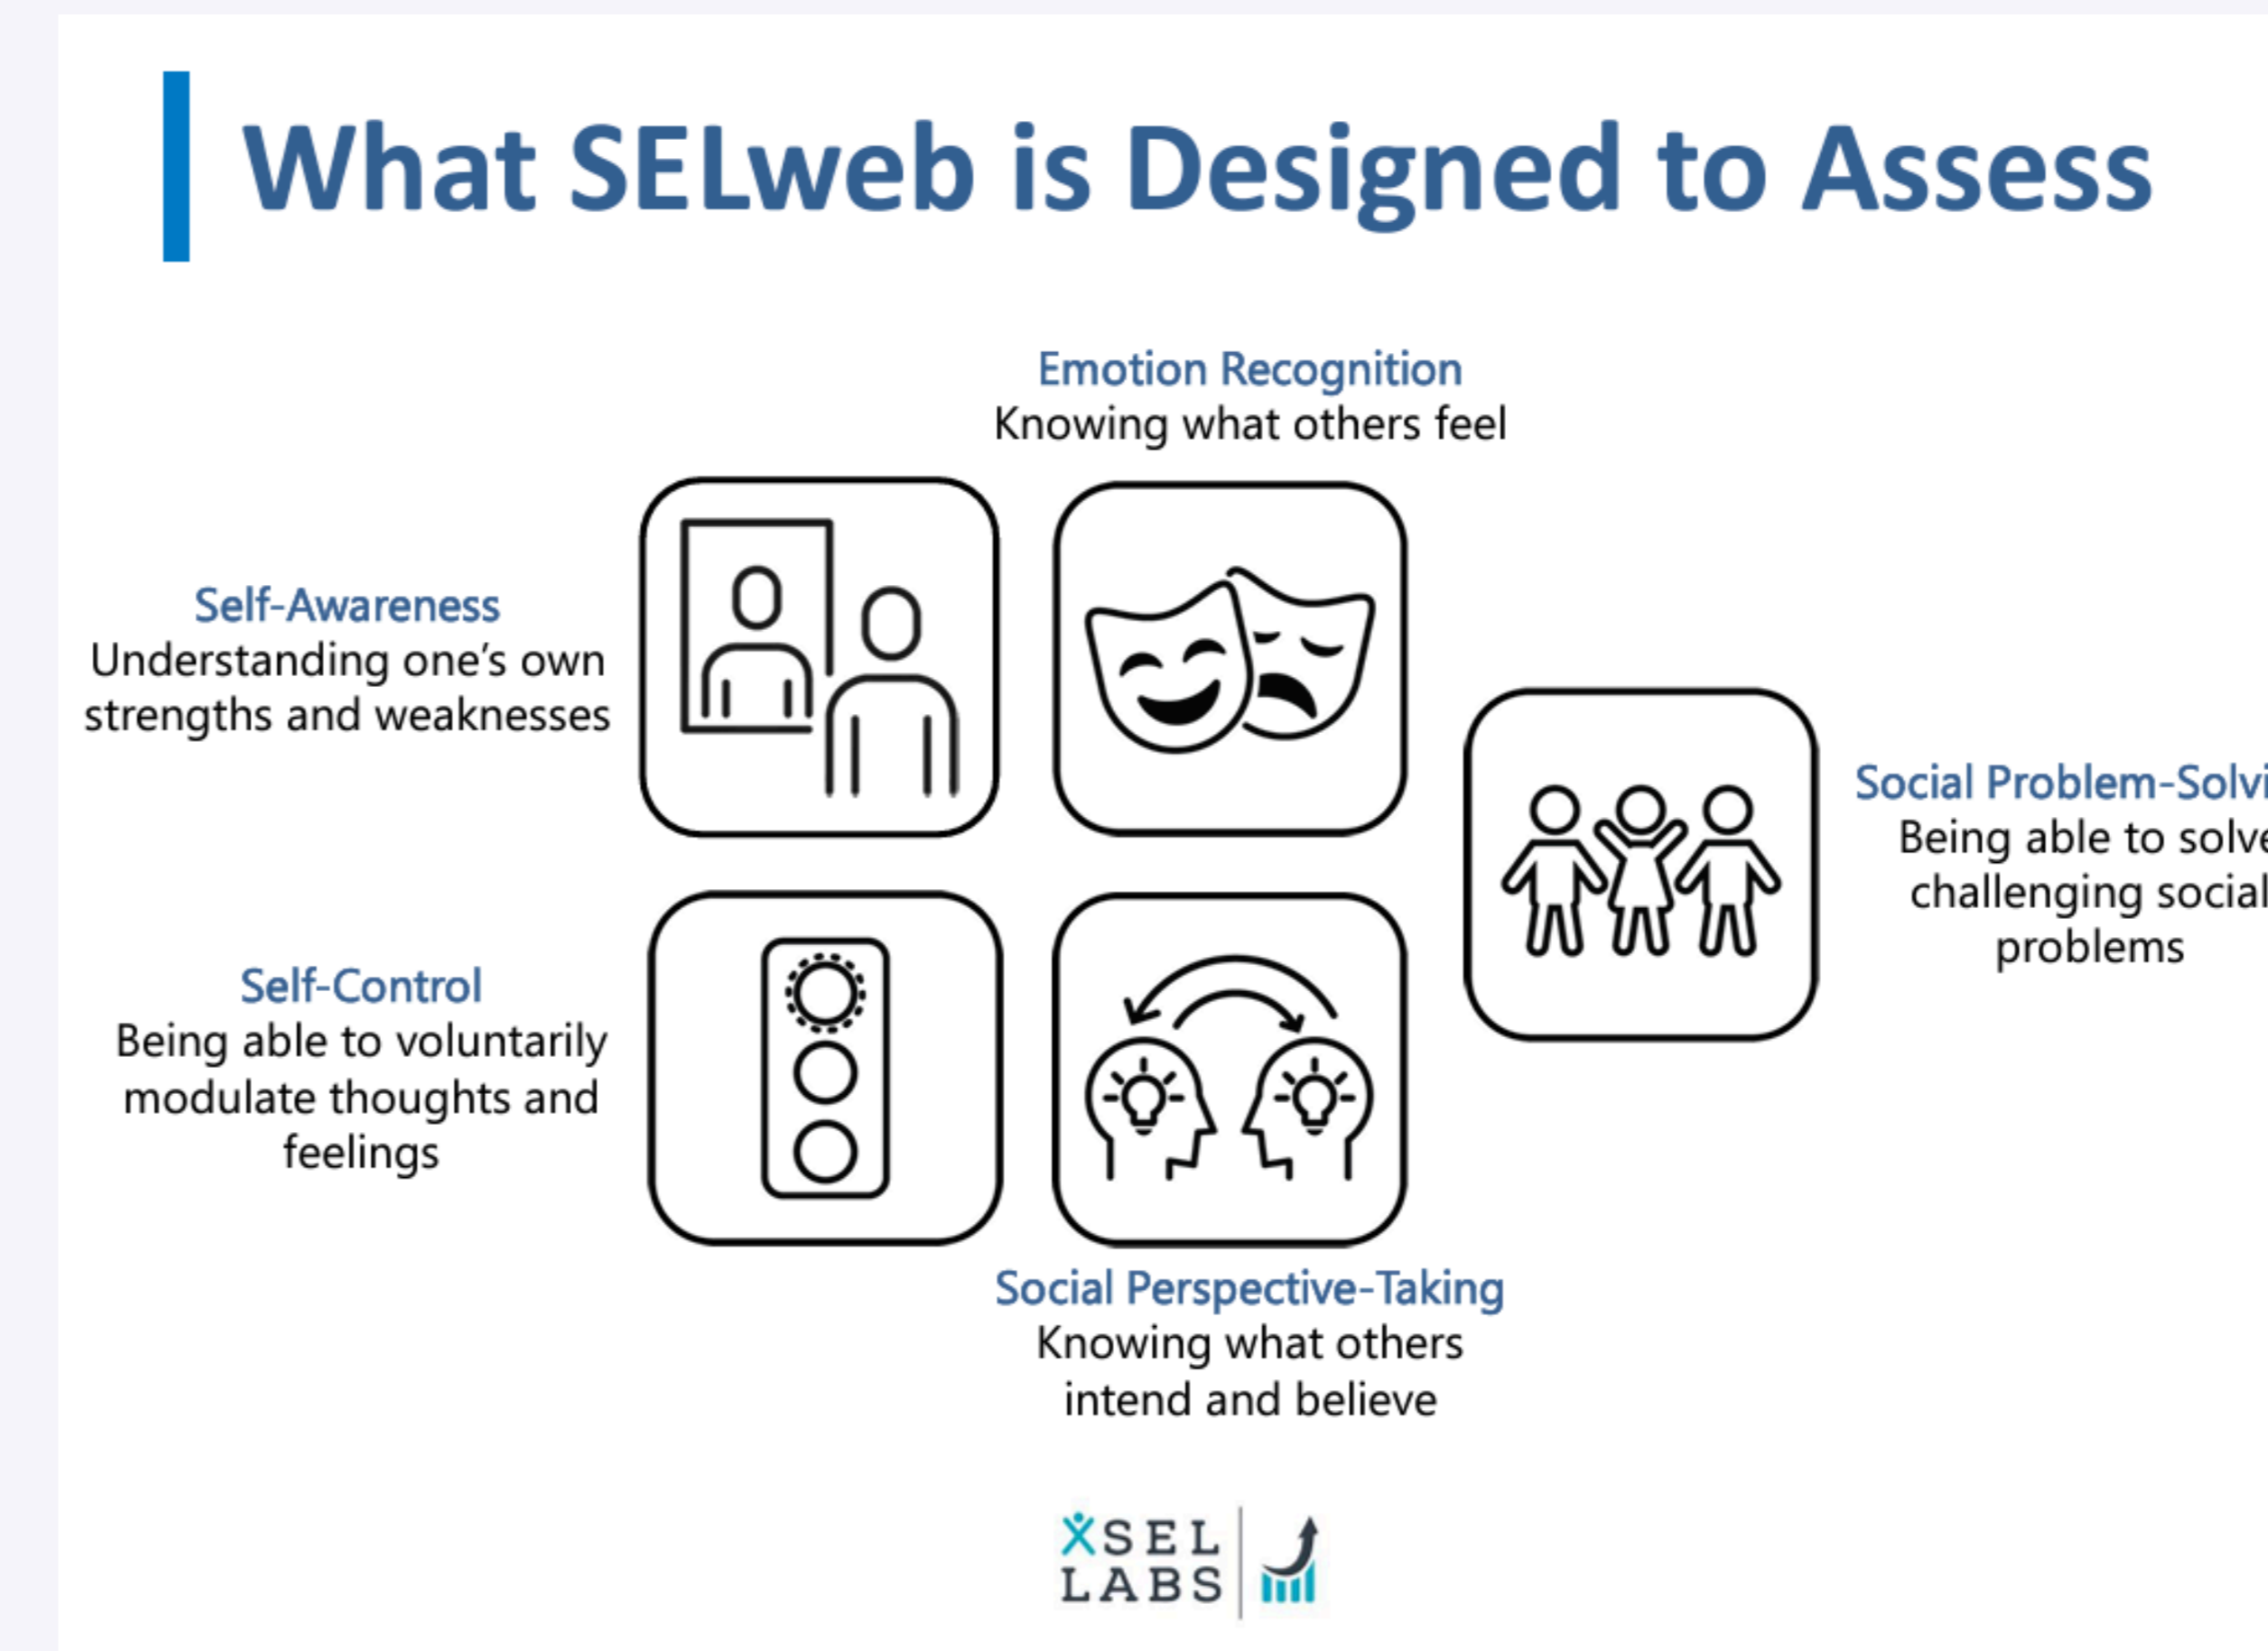 What SELweb is Designed to Assess
Emotion Recognition
Knowing what others feel
Self-Awareness
Understanding one's own
strengths and weaknesses
Social Problem-Solvi
Being able to solve
challenging social
problems
Self-Control
Being able to voluntarily
modulate thoughts and
feelings
Social Perspective-Taking
Knowing what others
intend and believe
XSEL
LABS